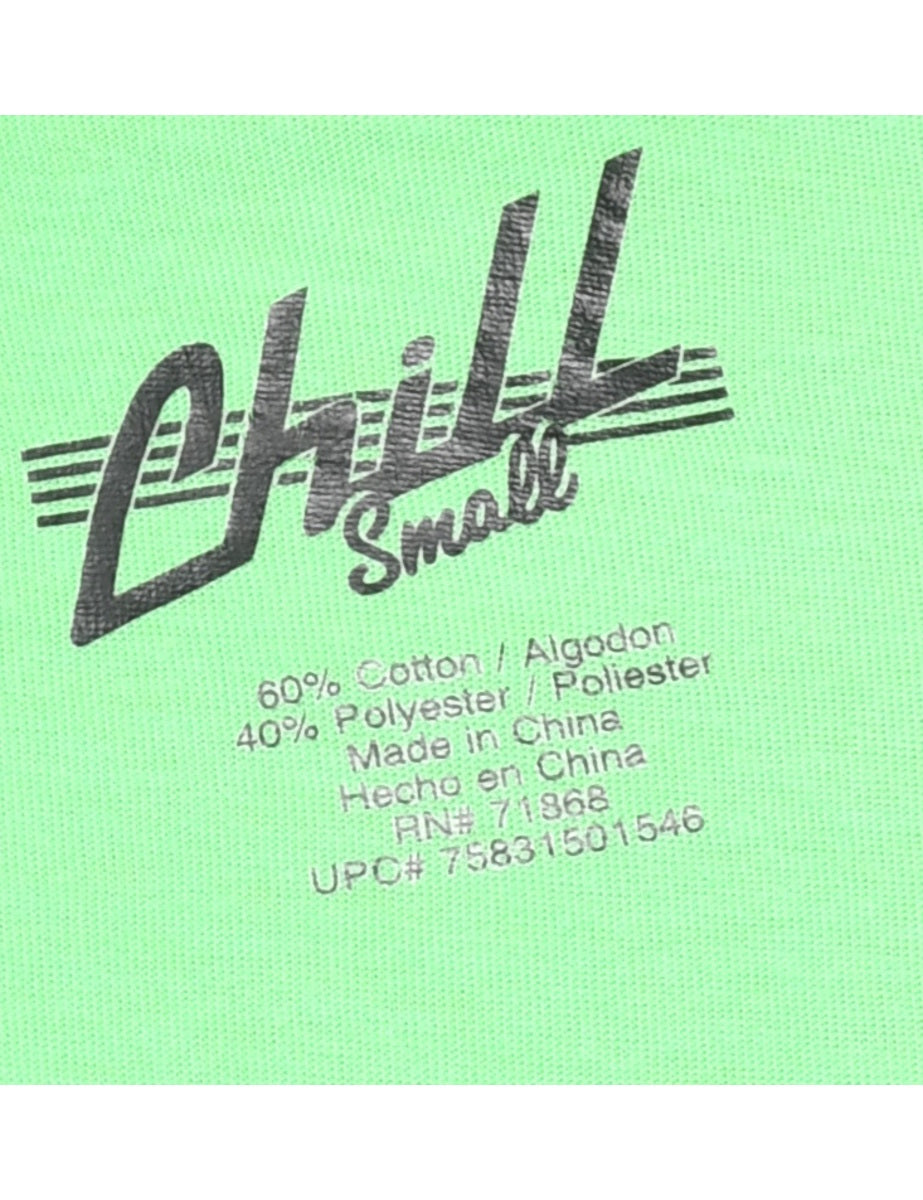 Chill
Small
60% Cotton / Algodon
40% Polyester / Poliester
Made in China
Hecho en China
RN# 71868
UPC# 75831501546